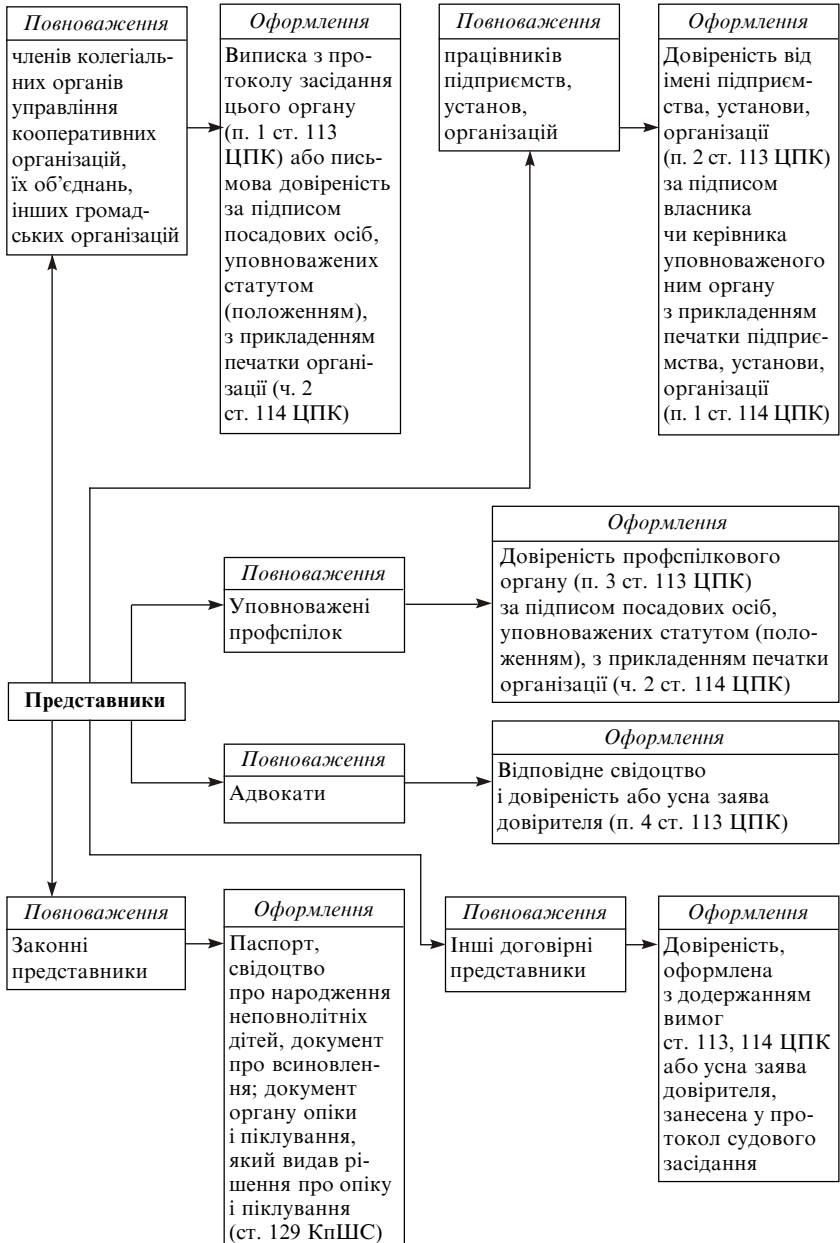 Повноваження
членів колегіаль-
них органів
управління
кооперативних
організацій,
їх об’єднань,
інших громад-
ських організацій
Оформлення
Виписка з про-
токолу засідання
цього органу
(п. 1 ст. 113
ЦПК) або пись-
мова довіреність
за підписом
посадових осіб,
уповноважених
статутом
(положенням),
з прикладенням
печатки органі-
зації (ч. 2
ст. 114 ЦПК)
Повноваження
працівників
підприємств,
установ,
організацій
Оформлення
Довіреність від
імені підприєм-
ства, установи,
організації
(п. 2 ст. 113 ЦПК)
за підписом
власника
чи керівника
уповноваженого
ним органу
з прикладенням
печатки підприє-
мства, установи,
організації
(п. 1 ст. 114 ЦПК)
Повноваження
Уповноважені
профспілок
Оформлення
Довіреність профспілкового
органу (п. 3 ст. 113 ЦПК)
за підписом посадових осіб,
уповноважених статутом (поло-
женням), з прикладенням печатки
організації (ч. 2 ст. 114 ЦПК)
Представники
Повноваження
Адвокати
Оформлення
Відповідне свідоцтво
і довіреність або усна заява
довірителя (п. 4 ст. 113 ЦПК)
Повноваження
Законні
представники
Оформлення
Паспорт,
свідоцтво
про народження
неповнолітніх
дітей, документ
про всиновлен-
ня; документ
органу опіки
і піклування,
який видав рі-
шення про опіку
і піклування
(ст. 129 КпШС)
Повноваження
Інші договірні
представники
Оформлення
Довіреність,
оформлена
з додержанням
вимог
ст. 113, 114 ЦПК
або усна заява
довірителя,
занесена у про-
токол судового
засідання